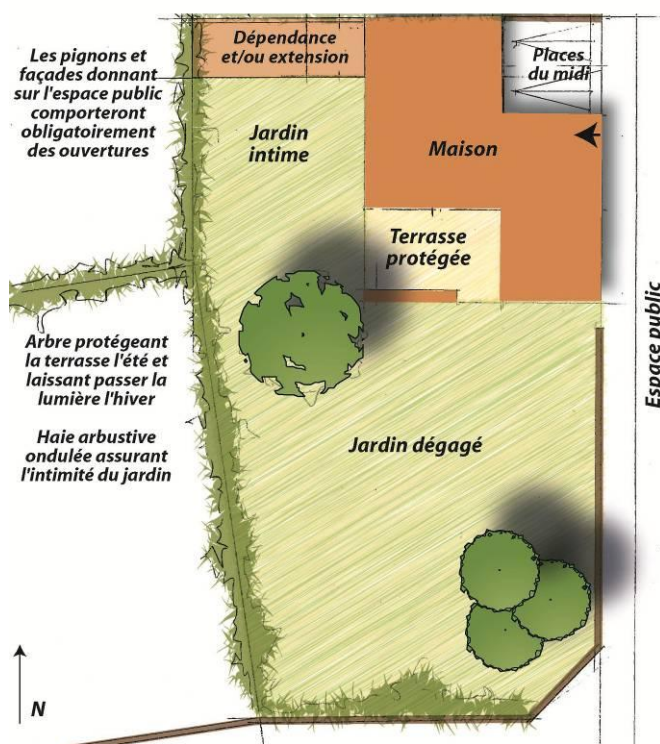 Les pignons et
façades donnant
sur l'espace public
comporteront
obligatoirement
des ouvertures
Dépendance
et/ou extension
Places
du midi
Jardin
intime
Maison
Terrasse
protégée
Espace public
Arbre protégeant
la terrasse l'été et
laissant passer la
lumière l'hiver
Haie arbustive
ondulée assurant
l'intimité du jardin
Jardin dégagé
N